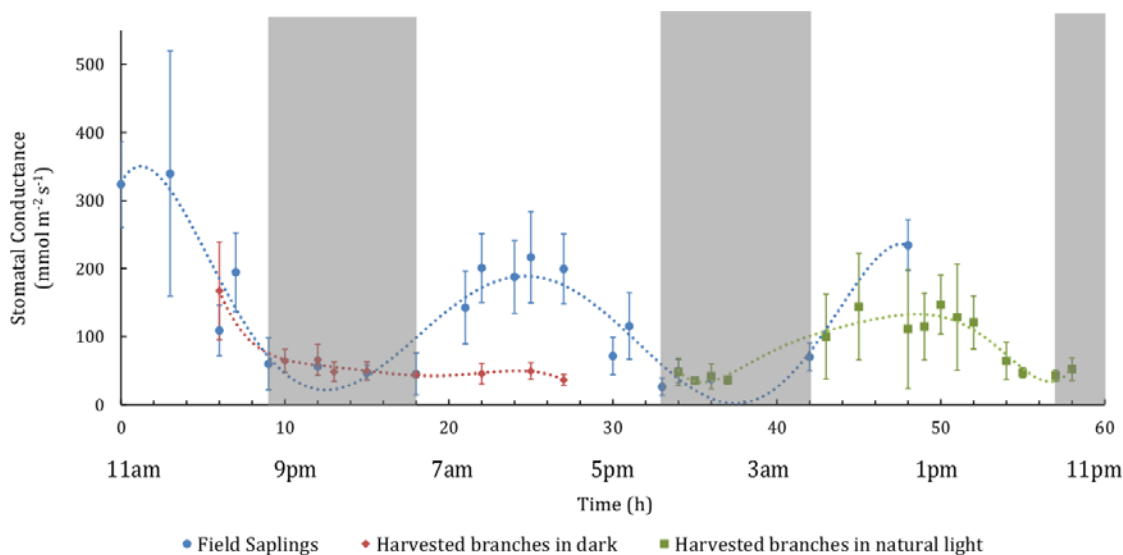 Stomatal Conductance
(mmol m⁻² s⁻¹)
500
400
300
200
100
0
0 10 20 30 40 50 60
11am 9pm 7am 5pm 3am 1pm 11pm
Time (h)
Field Saplings Harvested branches in dark Harvested branches in natural light